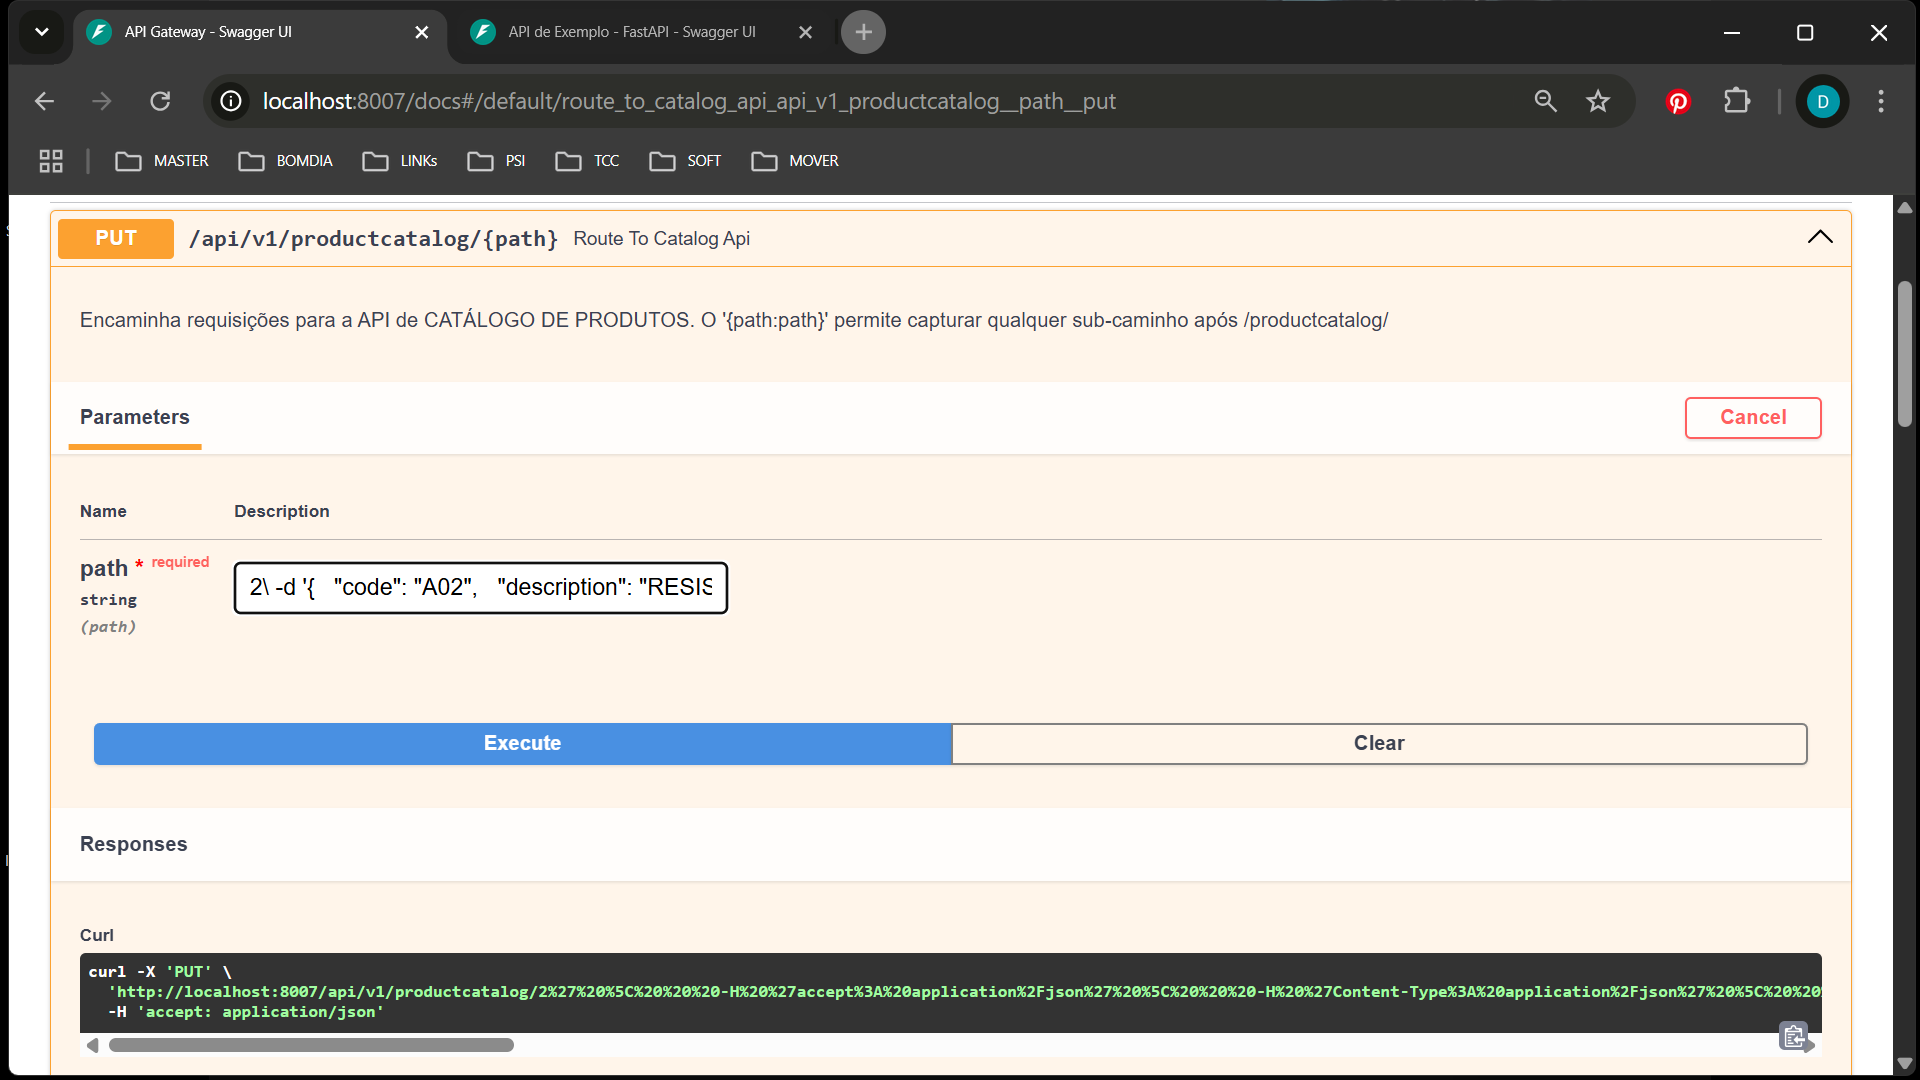 API Gateway - Swagger UI
API de Exemplo - FastAPI - Swagger UI
localhost:8007/docs#/default/route_to_catalog_api_api_v1_productcatalog__path__put
D
MASTER BOMDIA LINKs PSI TCC SOFT MOVER
PUT /api/v1/productcatalog/{path} Route To Catalog Api
Encaminha requisições para a API de CATÁLOGO DE PRODUTOS. O '{path:path}' permite capturar qualquer sub-caminho após /productcatalog/
Parameters
Cancel
Name Description
path * required
string
(path)
2\ -d '{ "code": "A02", "description": "RESIS
Execute
Clear
Responses
Curl
curl -X 'PUT' \
'http://localhost:8007/api/v1/productcatalog/2%27%20%5C%20%20%20-H%20%27accept%3A%20application%2Fjson%27%20%5C%20%20%20-H%20%27Content-Type%3A%20application%2Fjson%27%20%5C%20%20
-H 'accept: application/json'